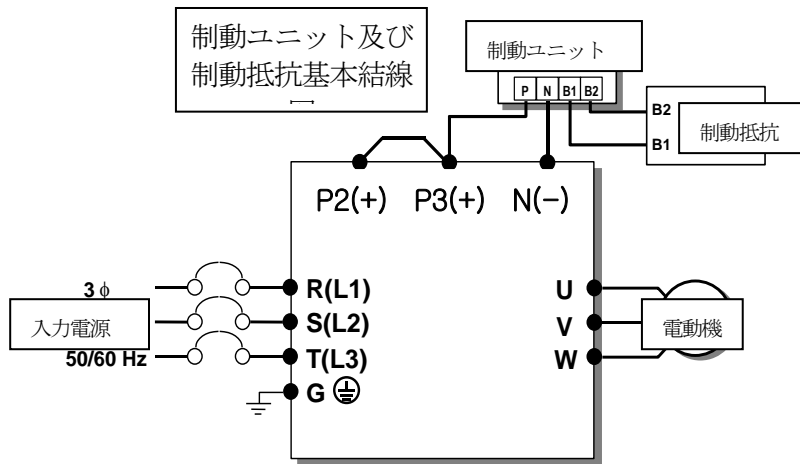 制動ユニット及び
制動抵抗基本結線
制動ユニット
P N B1 B2
B2
制動抵抗
B1
P2(+) P3(+) N(-)
3 ϕ
R(L1)
U
入力電源
S(L2)
V
電動機
50/60 Hz
T(L3)
W
G